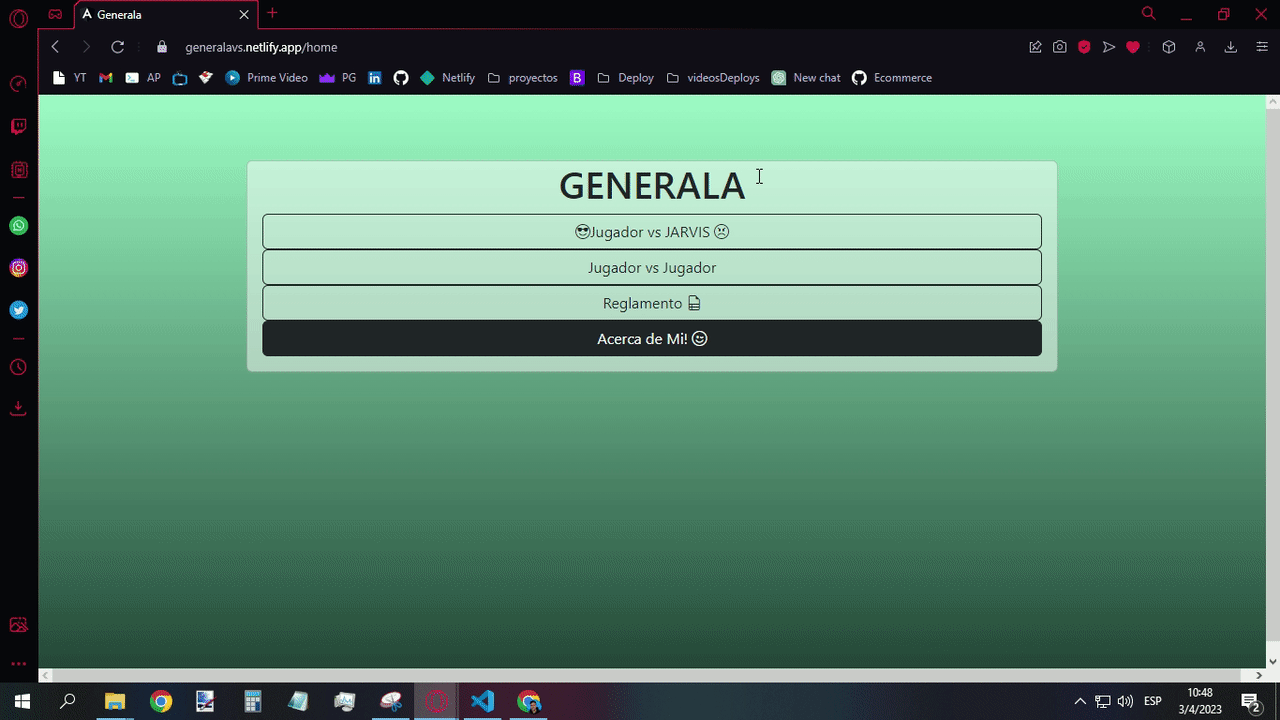 Generala
generalavs.netlify.app/home
YT AP Prime Video PG Netlify proyectos B Deploy videosDeploys New chat Ecommerce
GENERALA
Jugador vs JARVIS
Jugador vs Jugador
Reglamento
Acerca de Mi!
ESP
10:48
3/4/2023
2